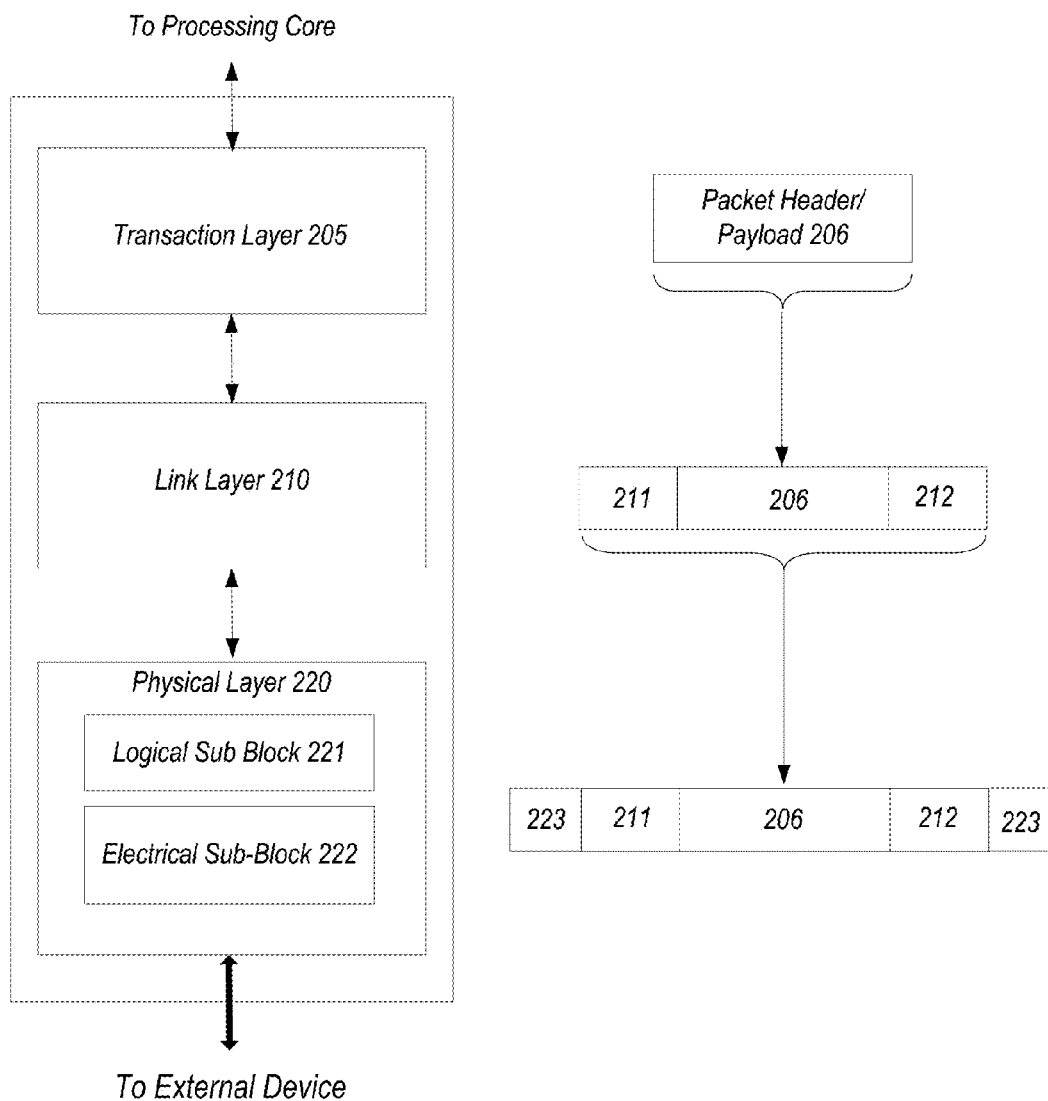 To Processing Core
Transaction Layer 205
Packet Header/
Payload 206
Link Layer 210
211 206 212
Physical Layer 220
Logical Sub Block 221
Electrical Sub-Block 222
223 211 206 212 223
To External Device